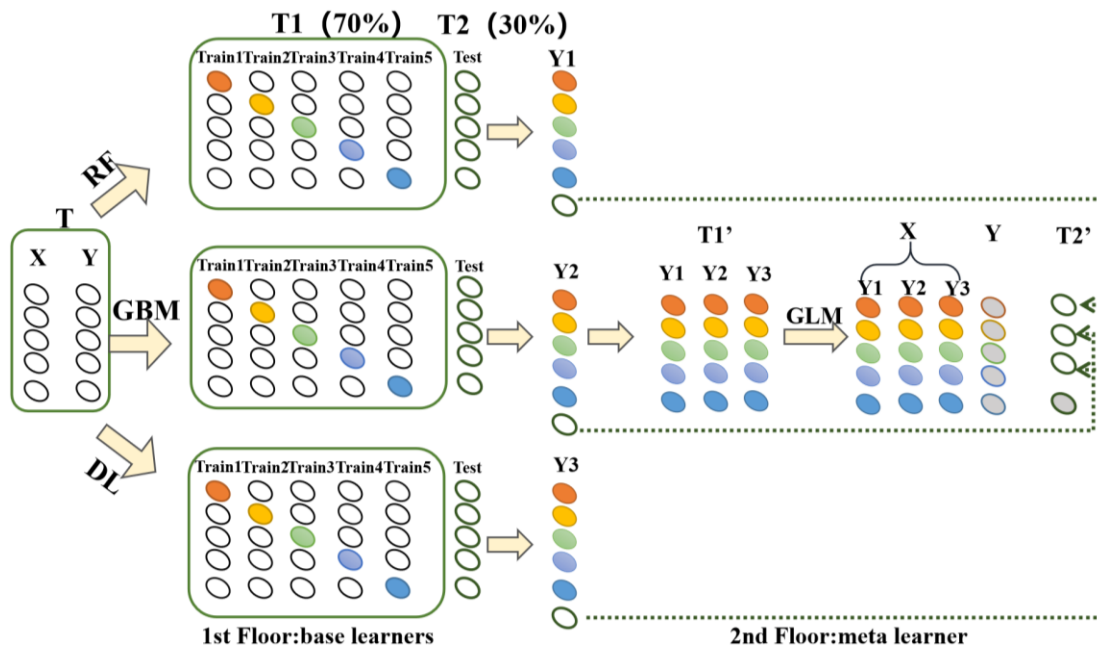 T1（70%） T2（30%）
Train1 Train2 Train3 Train4 Train5 Test
Y1
RF
T
X Y
T1’
X
Y
T2’
Train1 Train2 Train3 Train4 Train5 Test
Y2
Y1 Y2 Y3
Y1 Y2 Y3
GBM
GLM
DL
Train1 Train2 Train3 Train4 Train5 Test
Y3
1st Floor:base learners
2nd Floor:meta learner